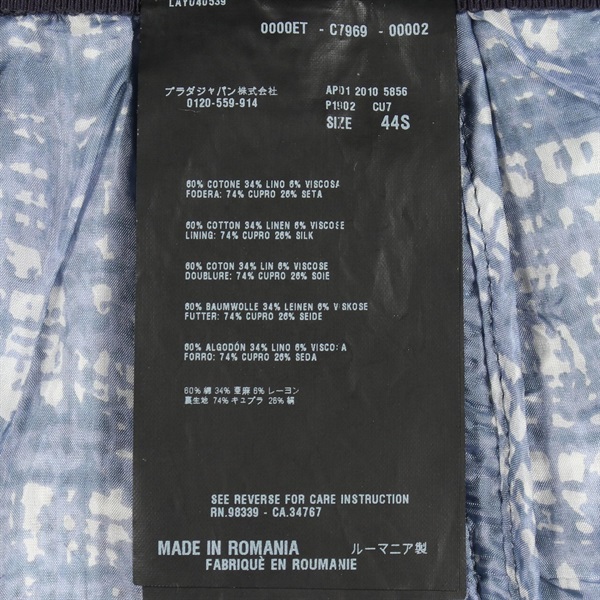 LAY040539
0000ET - C7969 - 00002
プラダジャパン株式会社
0120-559-914
AP01 2010 5856
P1902 CU7
SIZE 44S
60% COTONE 34% LINO 6% VISCOSA
FODERA: 74% CUPRO 26% SETA
60% COTTON 34% LINEN 6% VISCOSE
LINING: 74% CUPRO 26% SILK
60% COTON 34% LIN 6% VISCOSE
DOUBLURE: 74% CUPRO 26% SOIE
60% BAUMWOLLE 34% LEINEN 6% VISKOSE
FUTTER: 74% CUPRO 26% SEIDE
60% ALGODÓN 34% LINO 6% VISCOSA
FORRO: 74% CUPRO 26% SEDA
60% 綿 34% 亜麻 6% レーヨン
裏生地 74% キュプラ 26% 絹
SEE REVERSE FOR CARE INSTRUCTION
RN.98339 - CA.34767
MADE IN ROMANIA ルーマニア製
FABRIQUÉ EN ROUMANIE